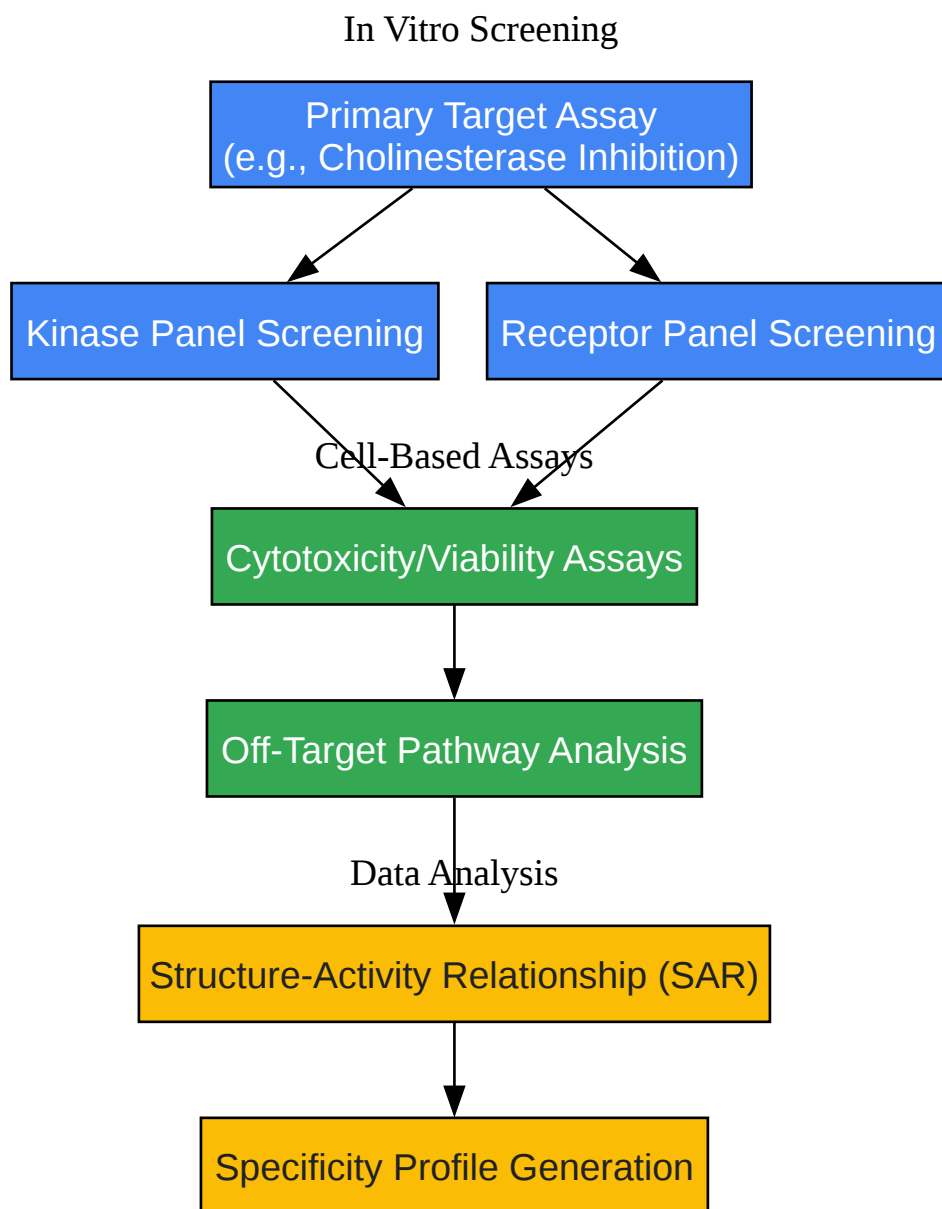 In Vitro Screening
Primary Target Assay
(e.g., Cholinesterase Inhibition)
Kinase Panel Screening
Receptor Panel Screening
Cell-Based Assays
Cytotoxicity/Viability Assays
Off-Target Pathway Analysis
Data Analysis
Structure-Activity Relationship (SAR)
Specificity Profile Generation